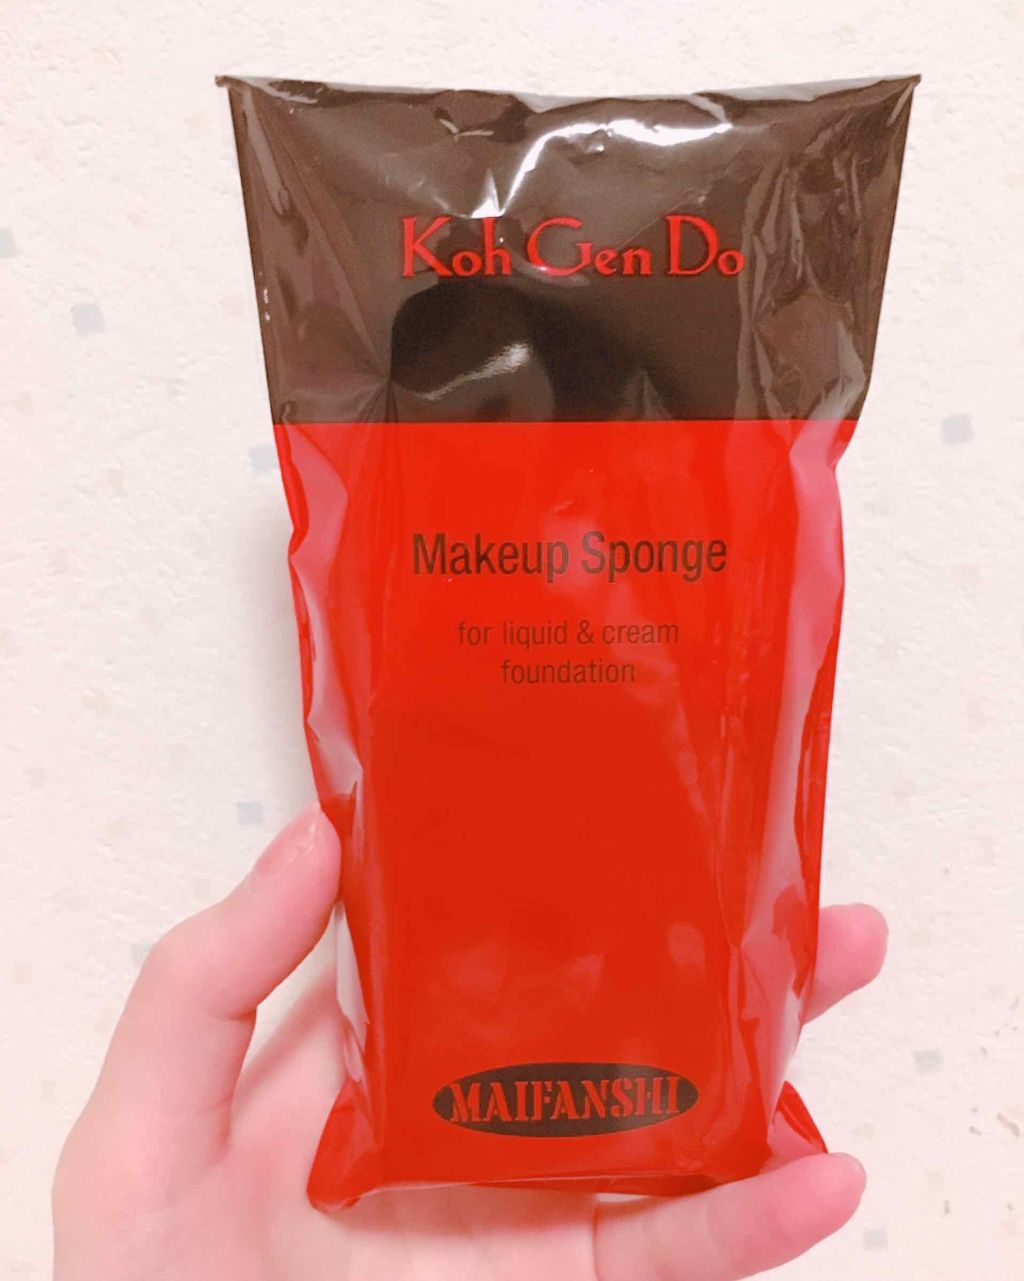 Koh Gen Do
Makeup Sponge
for liquid & cream
foundation
MAIFANSHI